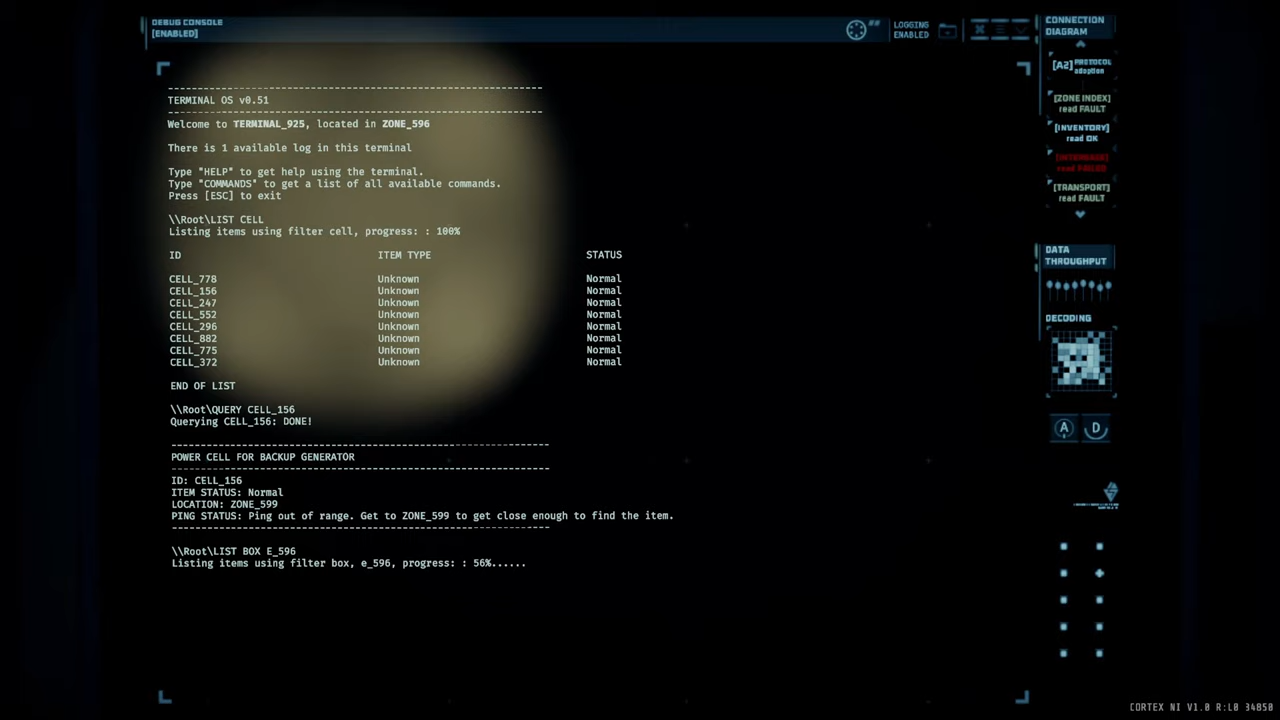 DEBUG CONSOLE
[ENABLED]
LOGGING
ENABLED
--------------------------------------------------------------
TERMINAL OS v0.51
--------------------------------------------------------------
Welcome to TERMINAL_925, located in ZONE_596
There is 1 available log in this terminal
Type "HELP" to get help using the terminal.
Type "COMMANDS" to get a list of all available commands.
Press [ESC] to exit
\\Root\LIST CELL
Listing items using filter cell, progress: : 100%
ID ITEM TYPE STATUS
CELL_778 Unknown Normal
CELL_156 Unknown Normal
CELL_247 Unknown Normal
CELL_552 Unknown Normal
CELL_296 Unknown Normal
CELL_882 Unknown Normal
CELL_775 Unknown Normal
CELL_372 Unknown Normal
END OF LIST
\\Root\QUERY CELL_156
Querying CELL_156: DONE!
--------------------------------------------------------------
POWER CELL FOR BACKUP GENERATOR
--------------------------------------------------------------
ID: CELL_156
ITEM STATUS: Normal
LOCATION: ZONE_599
PING STATUS: Ping out of range. Get to ZONE_599 to get close enough to find the item.
--------------------------------------------------------------
\\Root\LIST BOX E_596
Listing items using filter box, e_596, progress: : 56%......
CONNECTION
DIAGRAM
[A2] PROTOCOL
adoption
[ZONE INDEX]
read FAULT
[INVENTORY]
read OK
read FAILED
[TRANSPORT]
read FAULT
DATA
THROUGHPUT
DECODING
A D
CORTEX NI V1.0 R:L0 34850